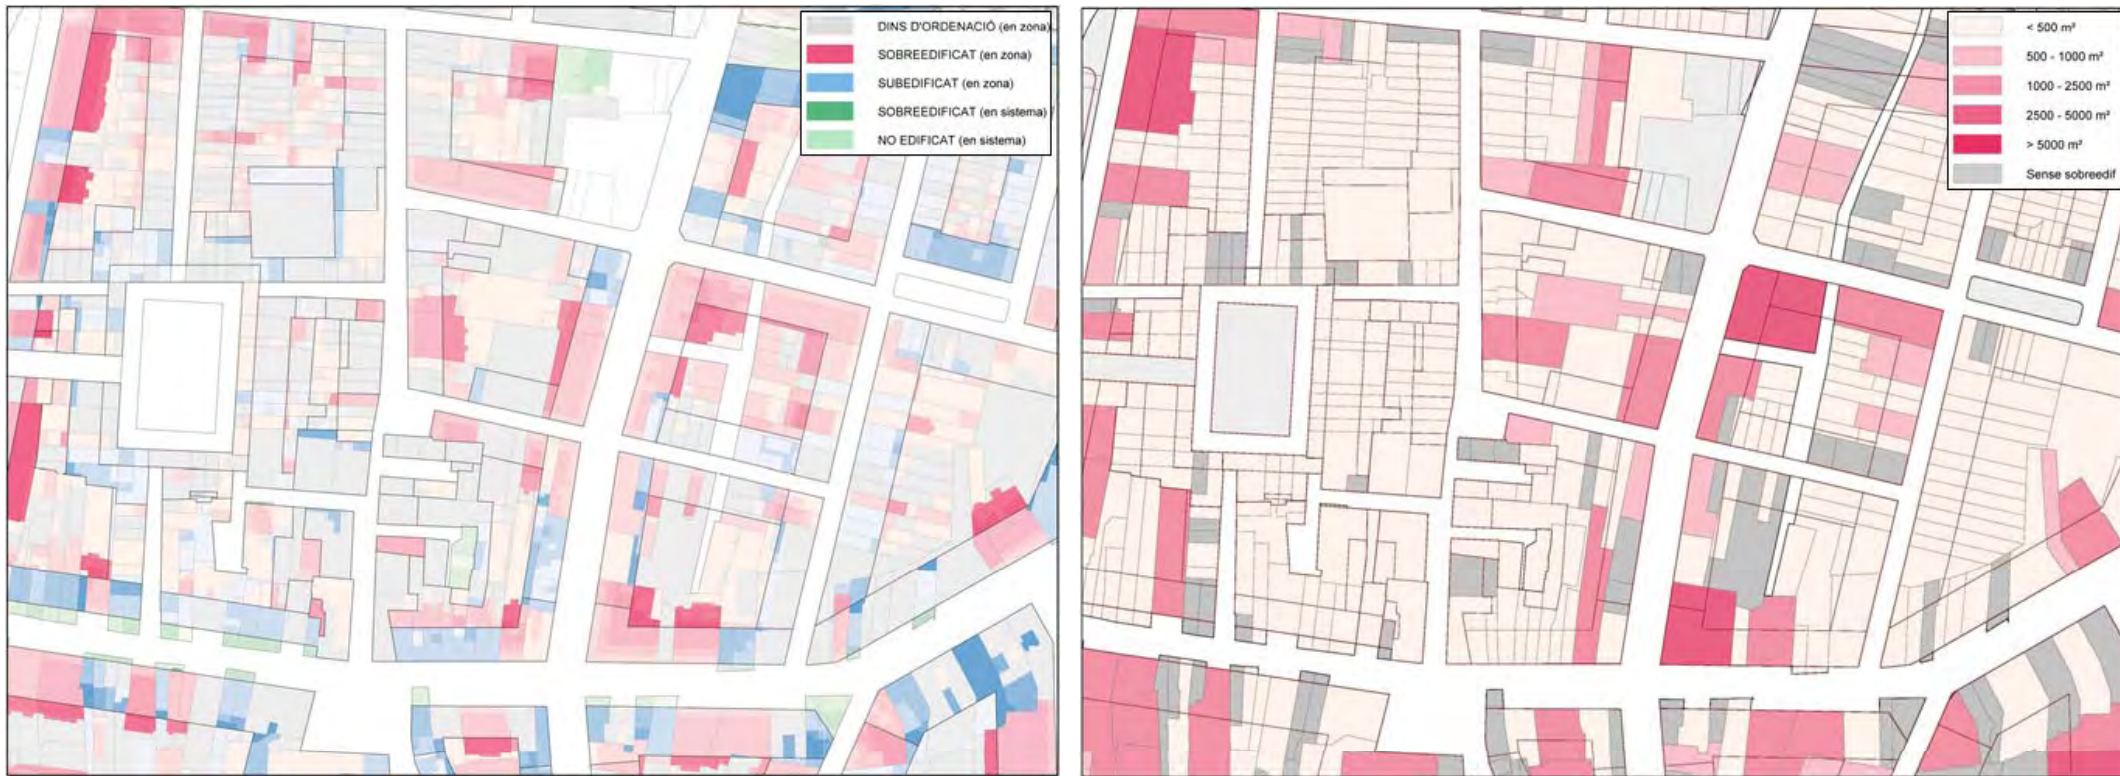 DINS D'ORDENACIÓ (en zona)
SOBREEDIFICAT (en zona)
SUBEDIFICAT (en zona)
SOBREEDIFICAT (en sistema)
NO EDIFICAT (en sistema)
< 500 m²
500 - 1000 m²
1000 - 2500 m²
2500 - 5000 m²
> 5000 m²
Sense sobreedif